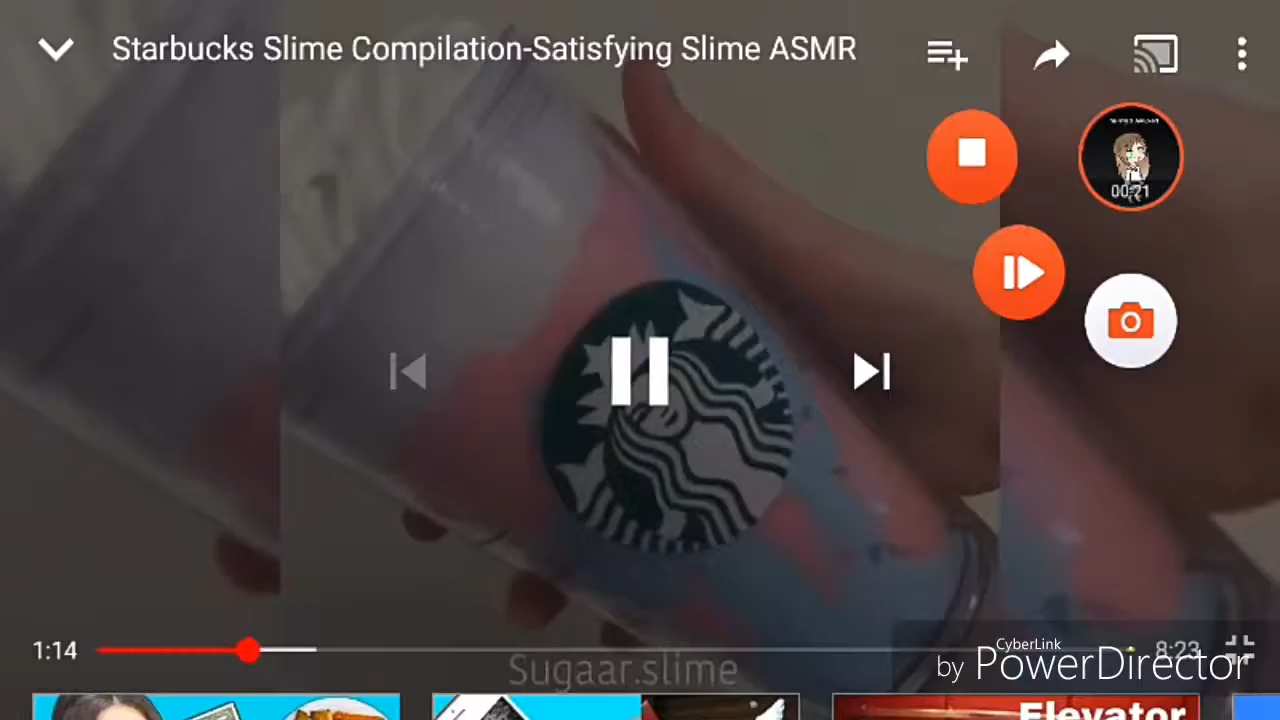 Starbucks Slime Compilation-Satisfying Slime ASMR
00:21
1:14
8:23
CyberLink
by PowerDirector
Sugaar.slime
Elevator